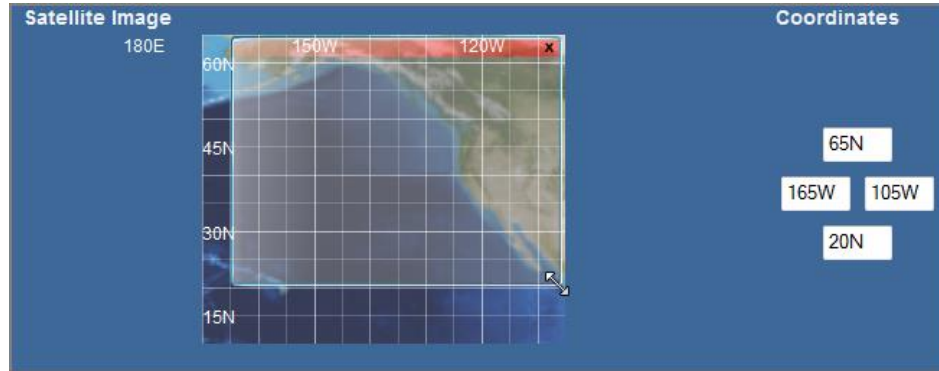 Satellite Image
Coordinates
180E
150W
120W
x
60N
45N
65N
165W
105W
30N
20N
15N